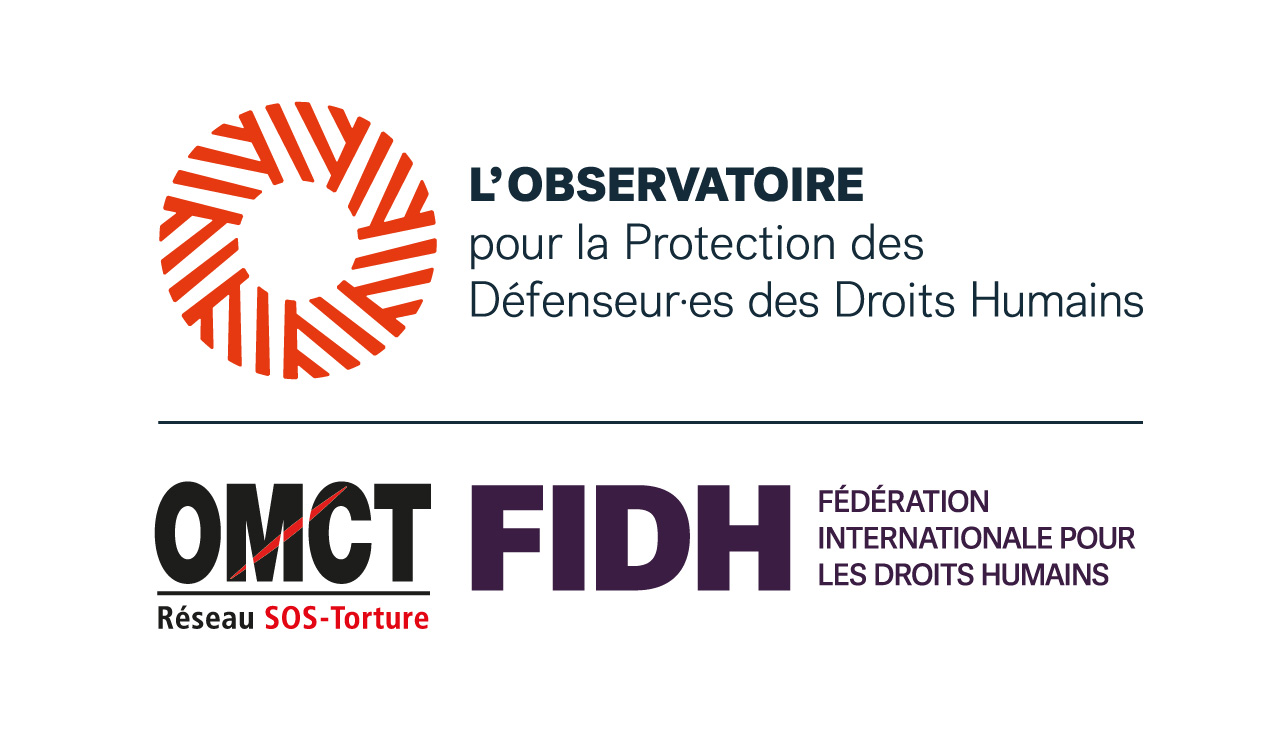 L’OBSERVATOIRE
pour la Protection des
Défenseur·es des Droits Humains
OMCT
Réseau SOS-Torture
FIDH
FÉDÉRATION
INTERNATIONALE POUR
LES DROITS HUMAINS